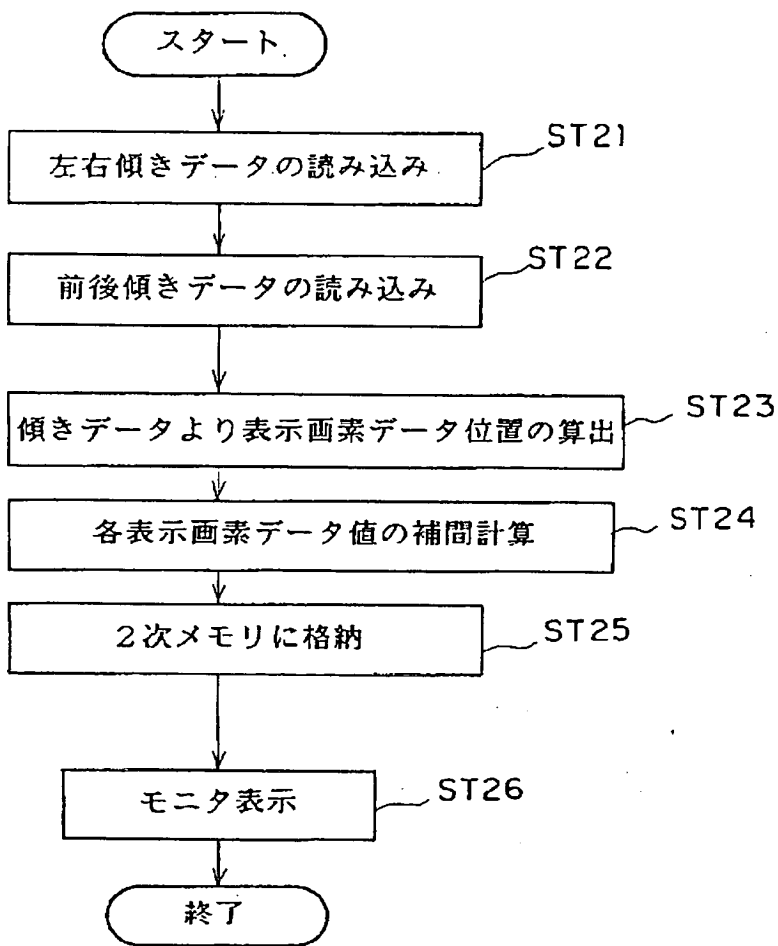 スタート
左右傾きデータの読み込み
ST21
前後傾きデータの読み込み
ST22
傾きデータより表示画素データ位置の算出
ST23
各表示画素データ値の補間計算
ST24
2次メモリに格納
ST25
モニタ表示
ST26
終了